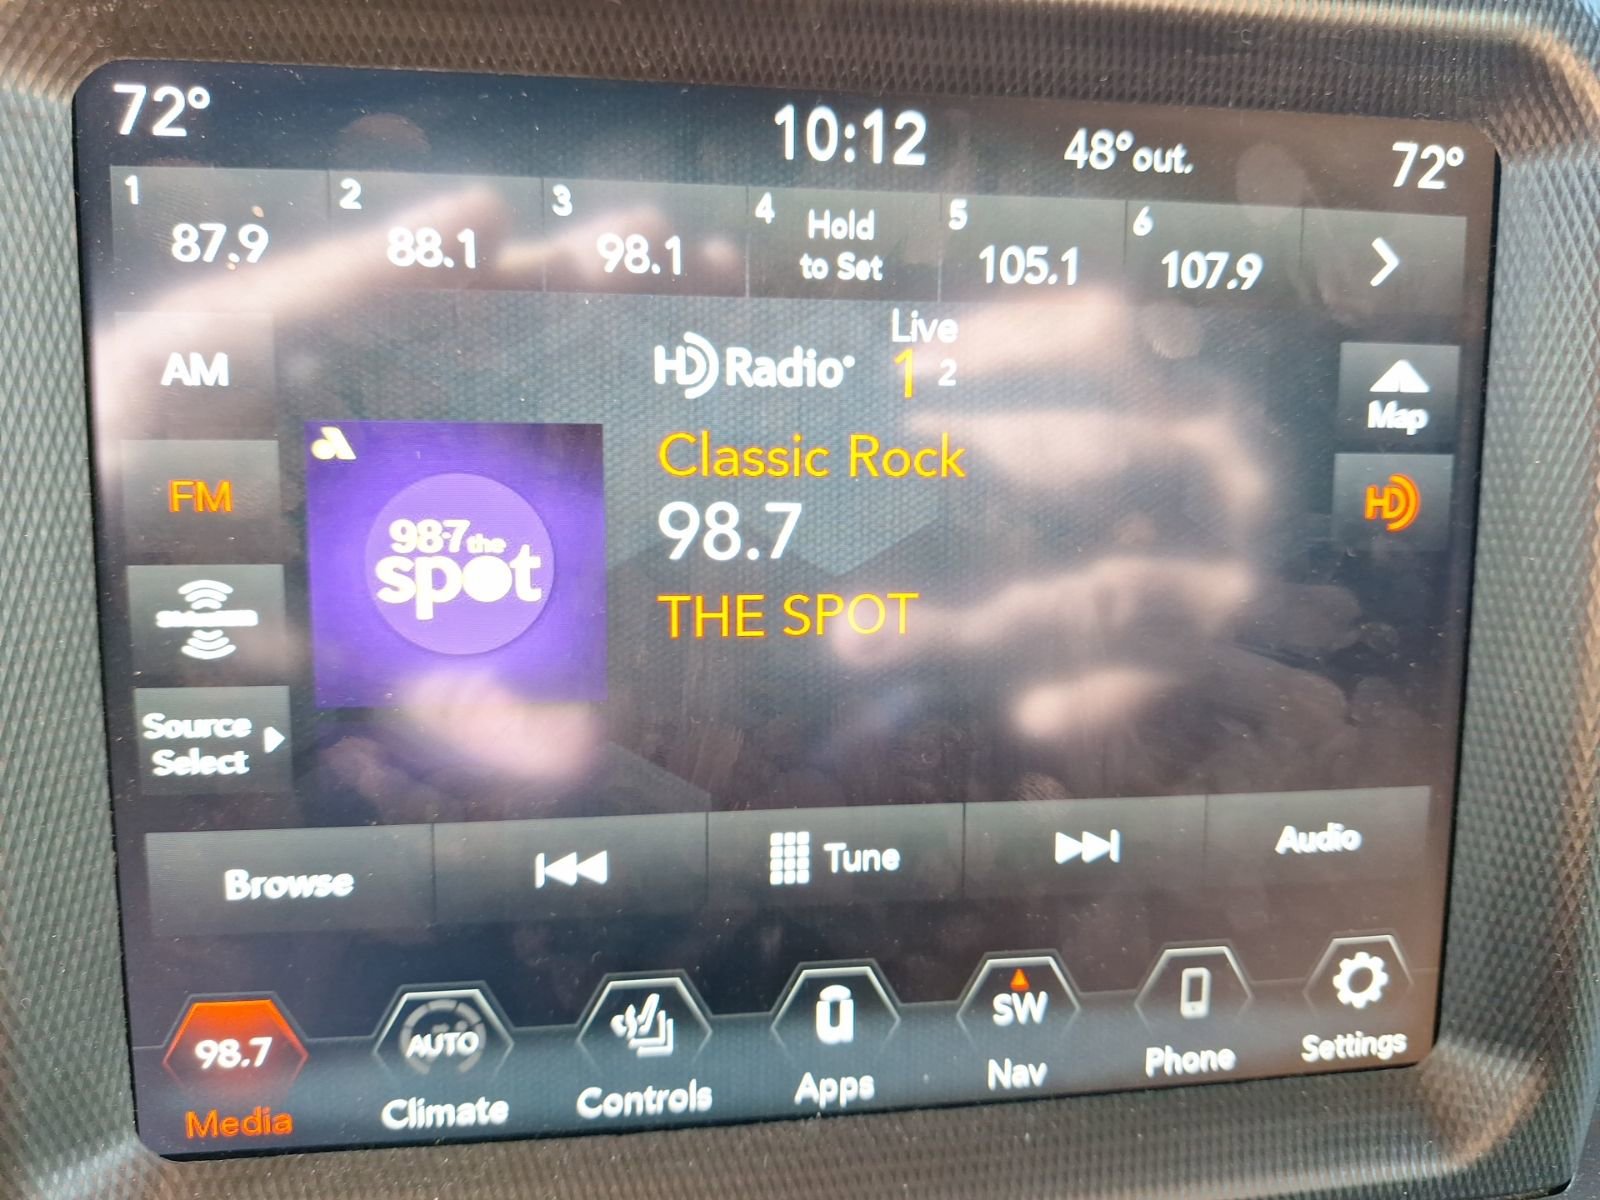 72°
10:12
48°out.
72°
1
87.9
2
88.1
3
98.1
4
Hold
to Set
5
105.1
6
107.9
AM
HD Radio
Live
1 2
Map
Classic Rock
FM
HD
98.7 the
spot
98.7
THE SPOT
Source
Select
Browse
Tune
Audio
98.7
Media
AUTO
Climate
Controls
u
Apps
SW
Nav
Phone
Settings